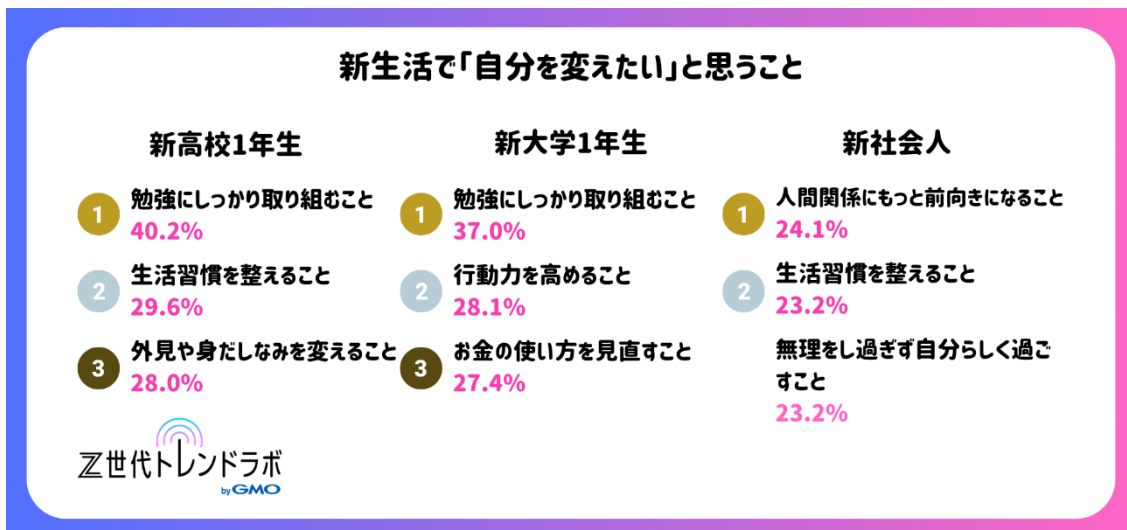 新生活で「自分を変えたい」と思うこと
新高校1年生
1
勉強にしっかり取り組むこと
40.2%
2
生活習慣を整えること
29.6%
3
外見や身だしなみを変えること
28.0%
新大学1年生
1
勉強にしっかり取り組むこと
37.0%
2
行動力を高めること
28.1%
3
お金の使い方を見直すこと
27.4%
新社会人
1
人間関係にもっと前向きになること
24.1%
2
生活習慣を整えること
23.2%
無理をし過ぎず自分らしく過ご
すこと
23.2%
Z世代トレンドラボ
by GMO